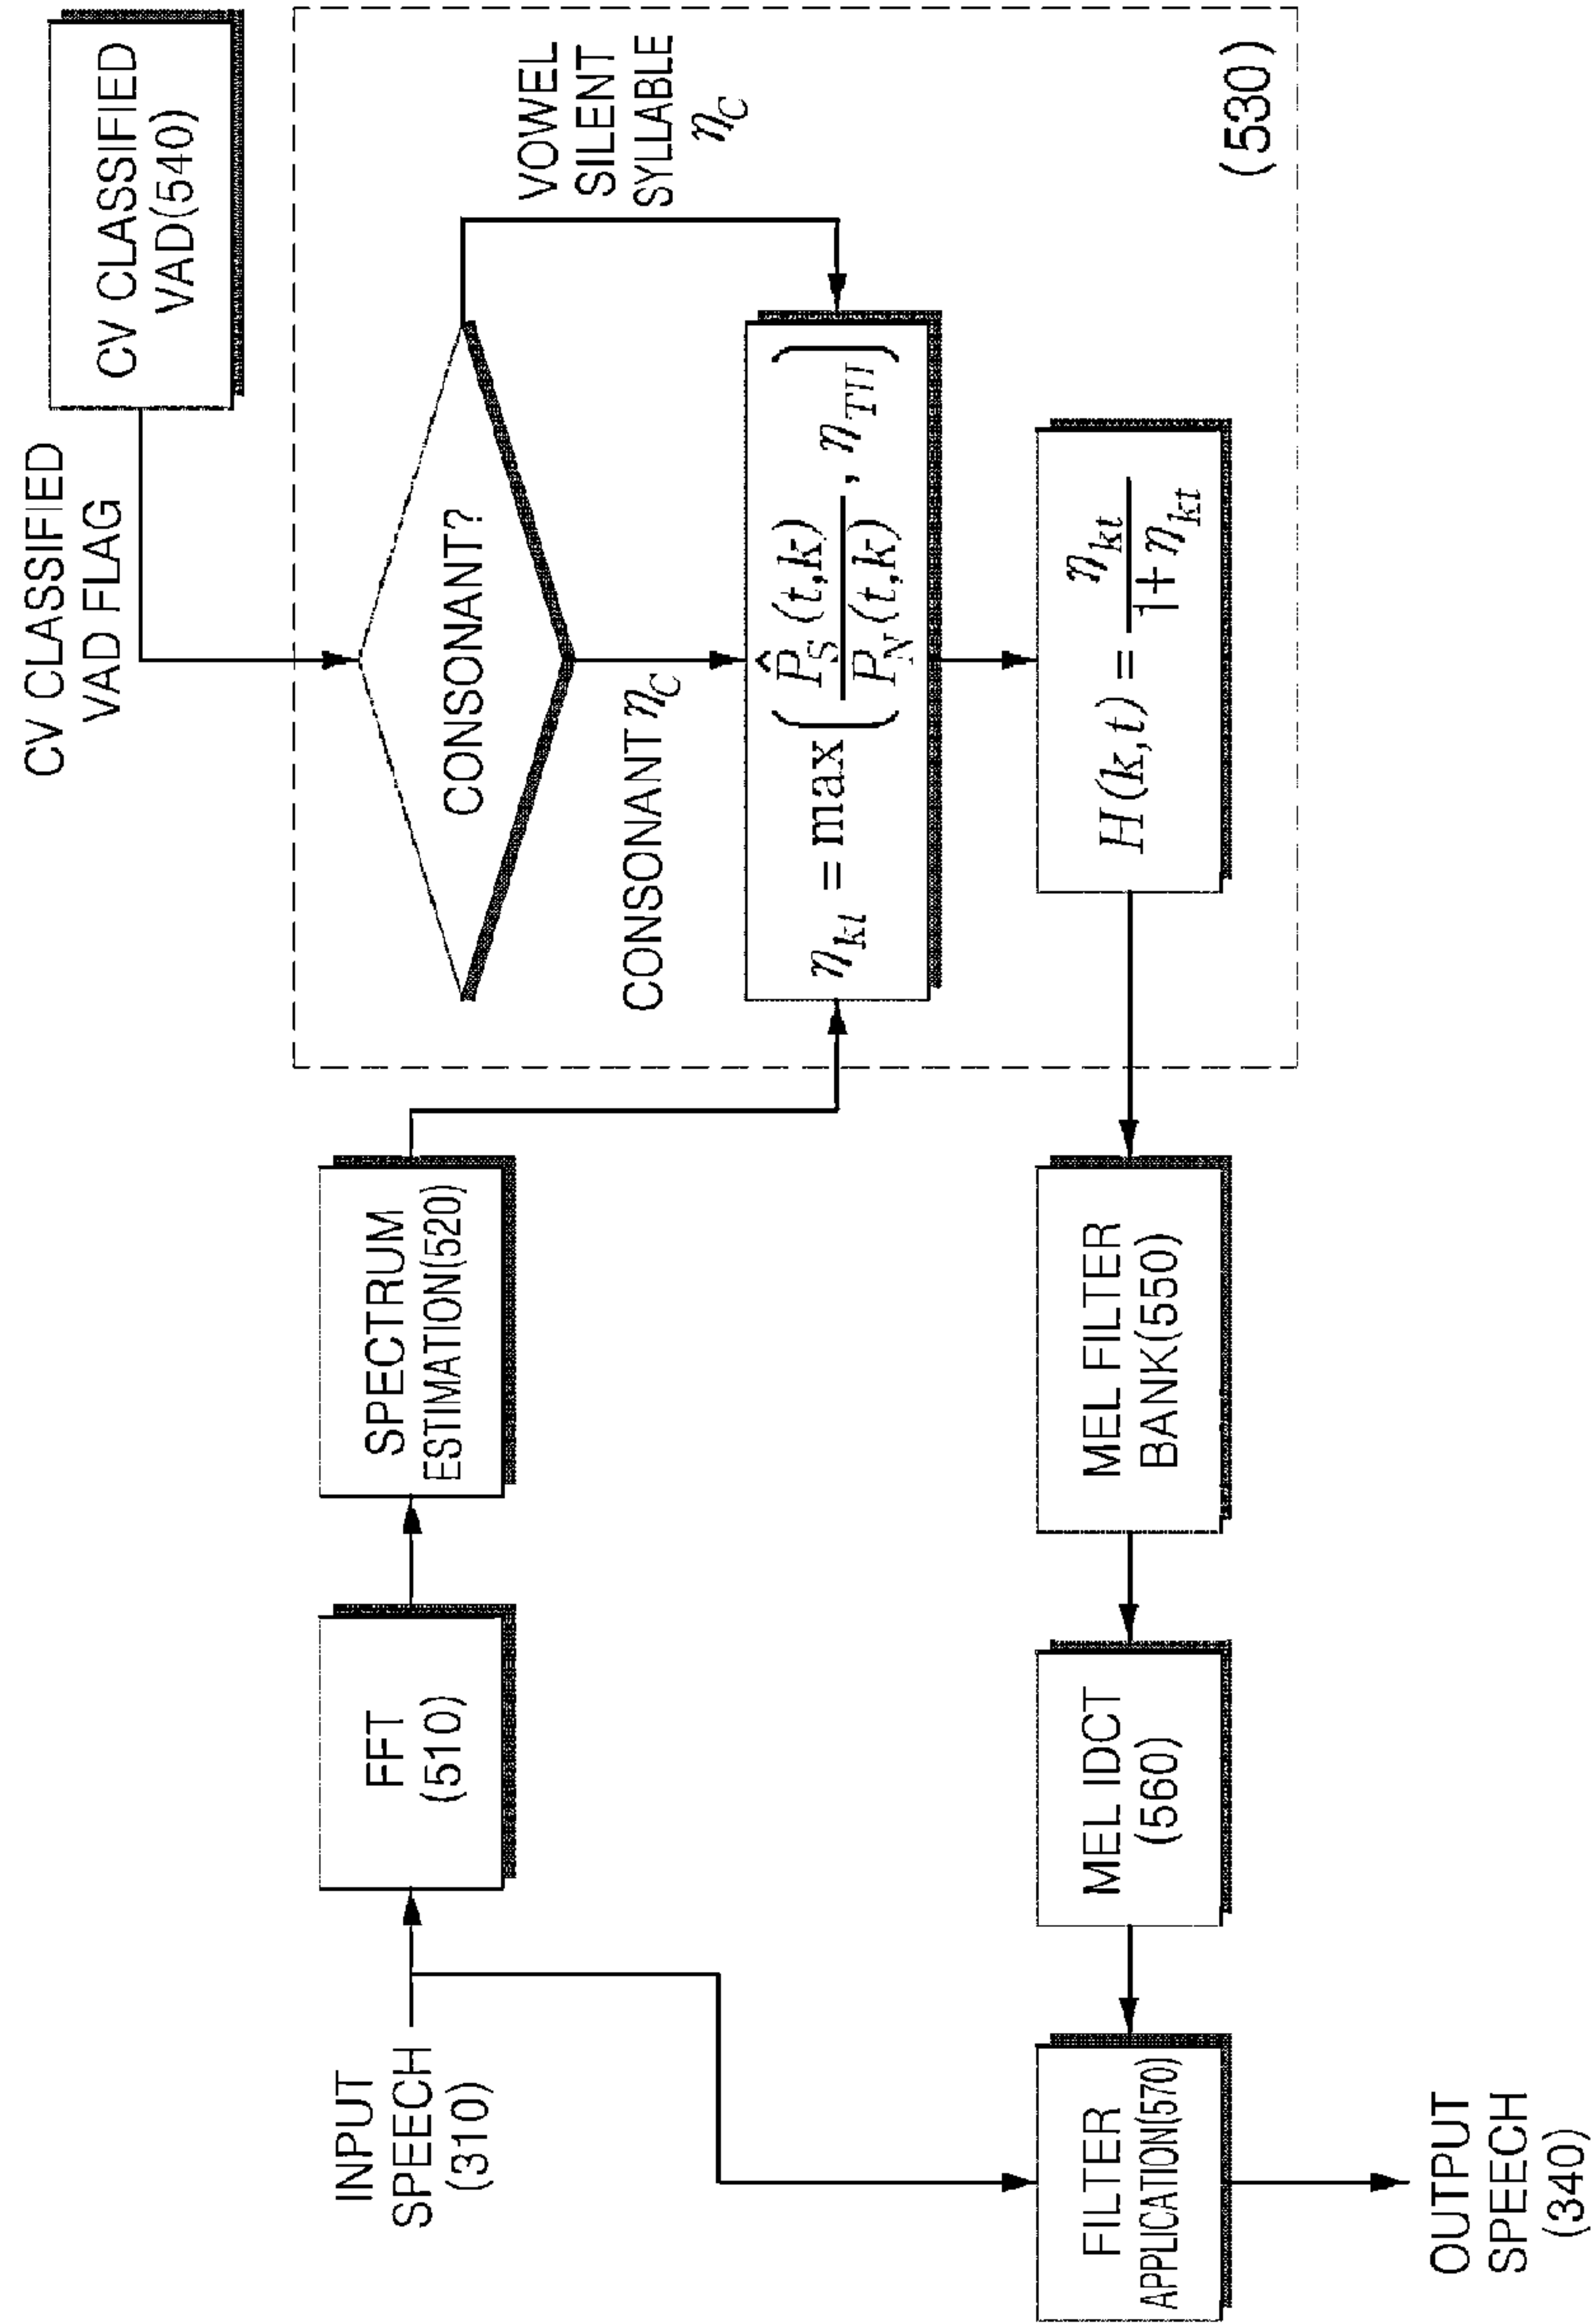 CV CLASSIFIED
VAD FLAG
CV CLASSIFIED
VAD(540)
INPUT
SPEECH
(310)
FFT
(510)
SPECTRUM
ESTIMATION(520)
CONSONANT?
VOWEL
SILENT
SYLLABLE
η_C
CONSONANT η_C
η_kt = max ( P̂_S(t,k) / P_N(t,k) , η_TH )
H(k,t) = η_kt / 1+η_kt
(530)
FILTER
APPLICATION(570)
MEL IDCT
(560)
MEL FILTER
BANK(550)
OUTPUT
SPEECH
(340)